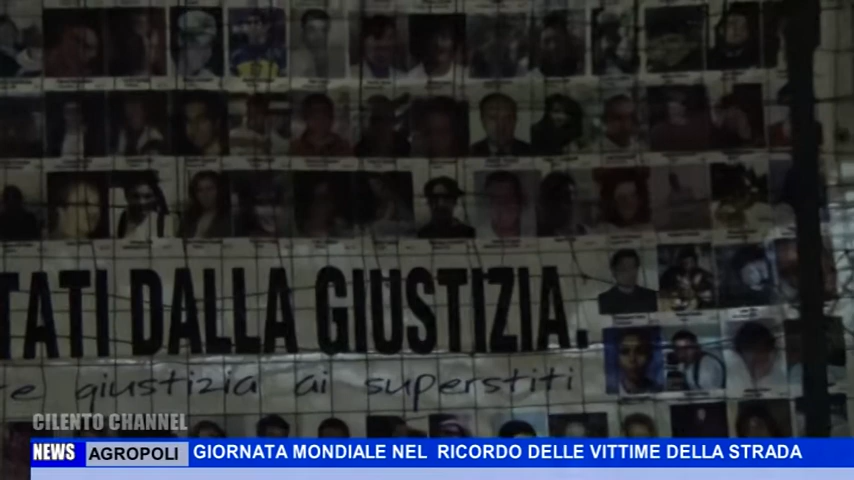 TATI DALLA GIUSTIZIA.
giustizia ai superstiti
CILENTO CHANNEL
NEWS AGROPOLI GIORNATA MONDIALE NEL RICORDO DELLE VITTIME DELLA STRADA